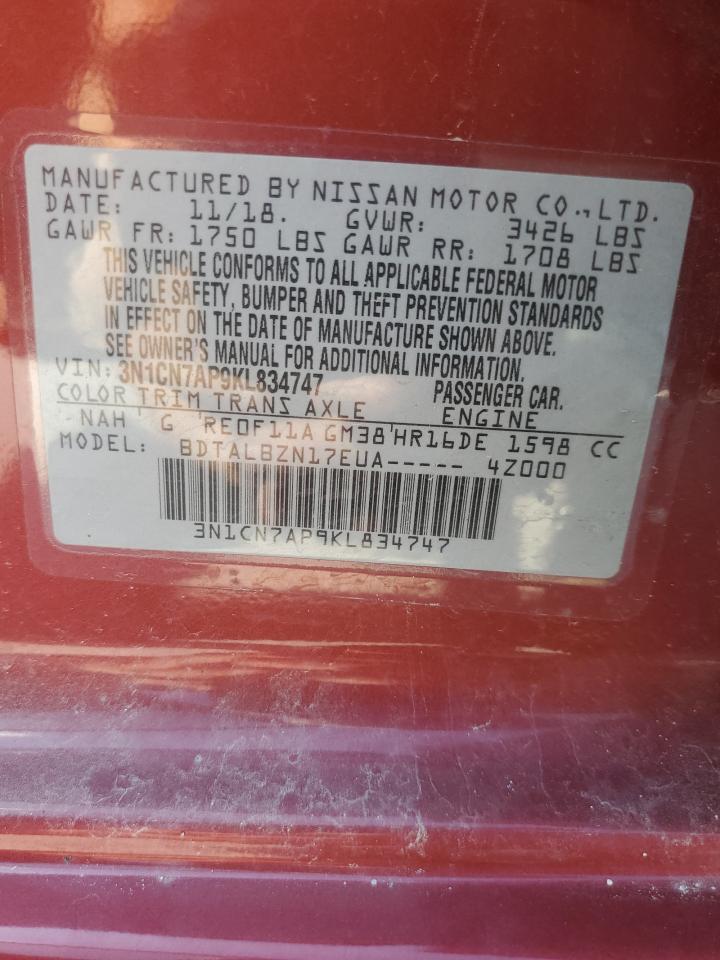 MANUFACTURED BY NISSAN MOTOR CO., LTD.
DATE: 11/18. GVWR: 3426 LBS
GAWR FR: 1750 LBS GAWR RR: 1708 LBS
THIS VEHICLE CONFORMS TO ALL APPLICABLE FEDERAL MOTOR
VEHICLE SAFETY, BUMPER AND THEFT PREVENTION STANDARDS
IN EFFECT ON THE DATE OF MANUFACTURE SHOWN ABOVE.
SEE OWNER'S MANUAL FOR ADDITIONAL INFORMATION.
VIN: 3N1CN7AP9KL834747 PASSENGER CAR.
COLOR TRIM TRANS AXLE ENGINE
NAH ' G 'RE0F11A GM38'HR16DE 1598 CC
MODEL: BDTALBZN17EUA----- 4Z000
3N1CN7AP9KL834747